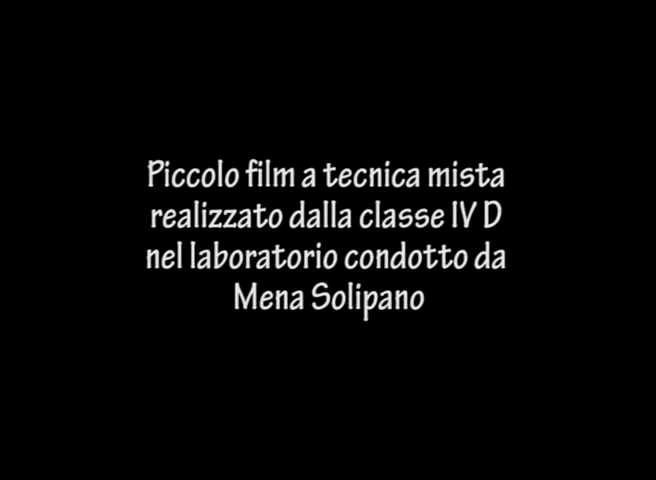 Piccolo film a tecnica mista
realizzato dalla classe IV D
nel laboratorio condotto da
Mena Solipano